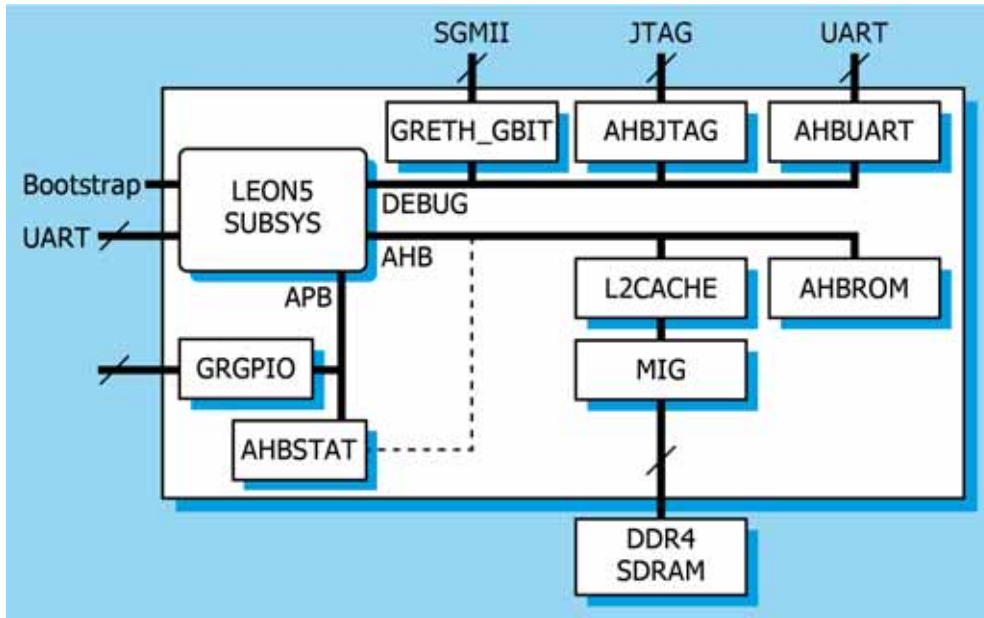 SGMII
JTAG
UART
GRETH_GBIT
AHBJTAG
AHBUART
Bootstrap
LEON5
SUBSYS
DEBUG
UART
AHB
APB
L2CACHE
AHBROM
GRGPIO
MIG
AHBSTAT
DDR4
SDRAM